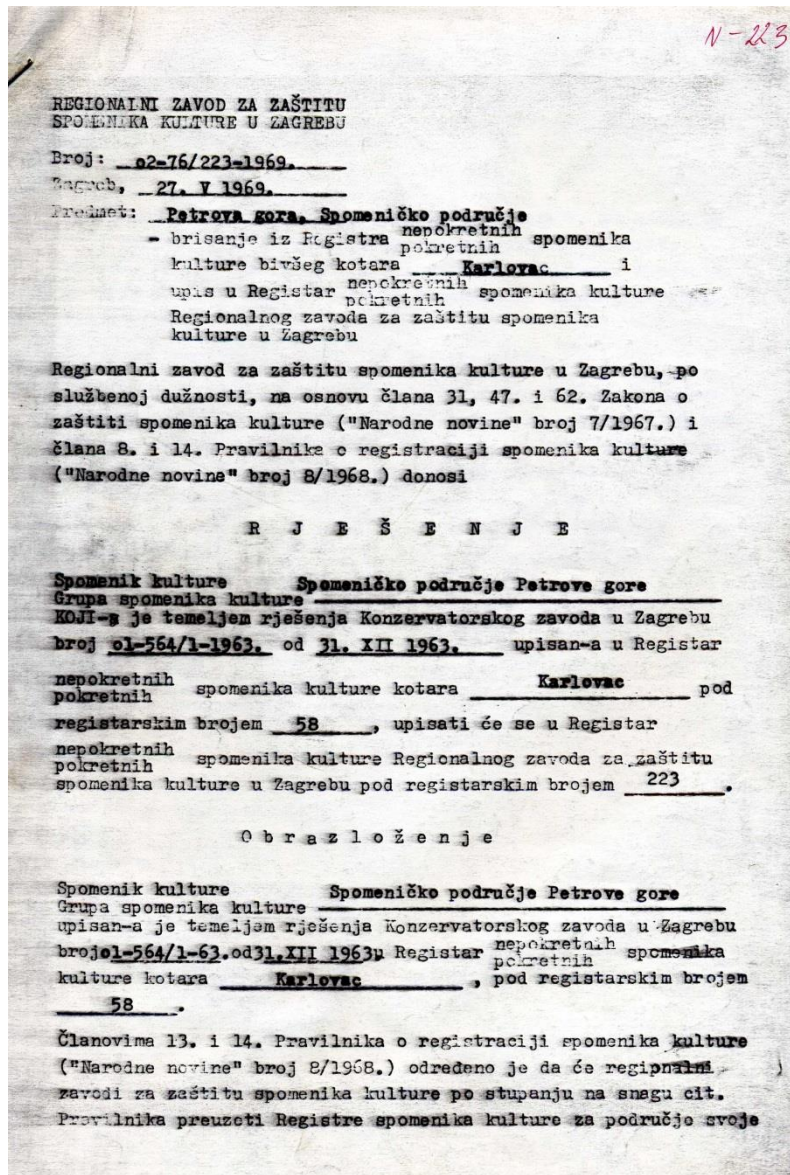 N-223
REGIONALNI ZAVOD ZA ZAŠTITU
SPOMENIKA KULTURE U ZAGREBU
Broj: o2-76/223-1969.
Zagreb, 27. V 1969.
Predmet: Petrova gora, Spomeničko područje
- brisanje iz Registra nepokretnih pokretnih spomenika
kulture bivšeg kotara Karlovac i
upis u Registar nepokretnih pokretnih spomenika kulture
Regionalnog zavoda za zaštitu spomenika
kulture u Zagrebu
Regionalni zavod za zaštitu spomenika kulture u Zagrebu, po
službenoj dužnosti, na osnovu člana 31, 47. i 62. Zakona o
zaštiti spomenika kulture ("Narodne novine" broj 7/1967.) i
člana 8. i 14. Pravilnika o registraciji spomenika kulture
("Narodne novine" broj 8/1968.) donosi
R J E Š E N J E
Spomenik kulture Spomeničko područje Petrove gore
Grupa spomenika kulture
KOJI-a je temeljem rješenja Konzervatorskog zavoda u Zagrebu
broj o1-564/1-1963. od 31. XII 1963. upisan-a u Registar
nepokretnih
pokretnih spomenika kulture kotara Karlovac pod
registarskim brojem 58, upisati će se u Registar
nepokretnih
pokretnih spomenika kulture Regionalnog zavoda za zaštitu
spomenika kulture u Zagrebu pod registarskim brojem 223.
O b r a z l o ž e n j e
Spomenik kulture Spomeničko područje Petrove gore
Grupa spomenika kulture
upisan-a je temeljem rješenja Konzervatorskog zavoda u Zagrebu
broj o1-564/1-63. od 31.XII 1963 u Registar nepokretnih pokretnih spomenika
kulture kotara Karlovac, pod registarskim brojem
58.
Članovima 13. i 14. Pravilnika o registraciji spomenika kulture
("Narodne novine" broj 8/1968.) određeno je da će regionalni
zavodi za zaštitu spomenika kulture po stupanju na snagu cit.
Pravilnika preuzeti Registre spomenika kulture za područje svoje